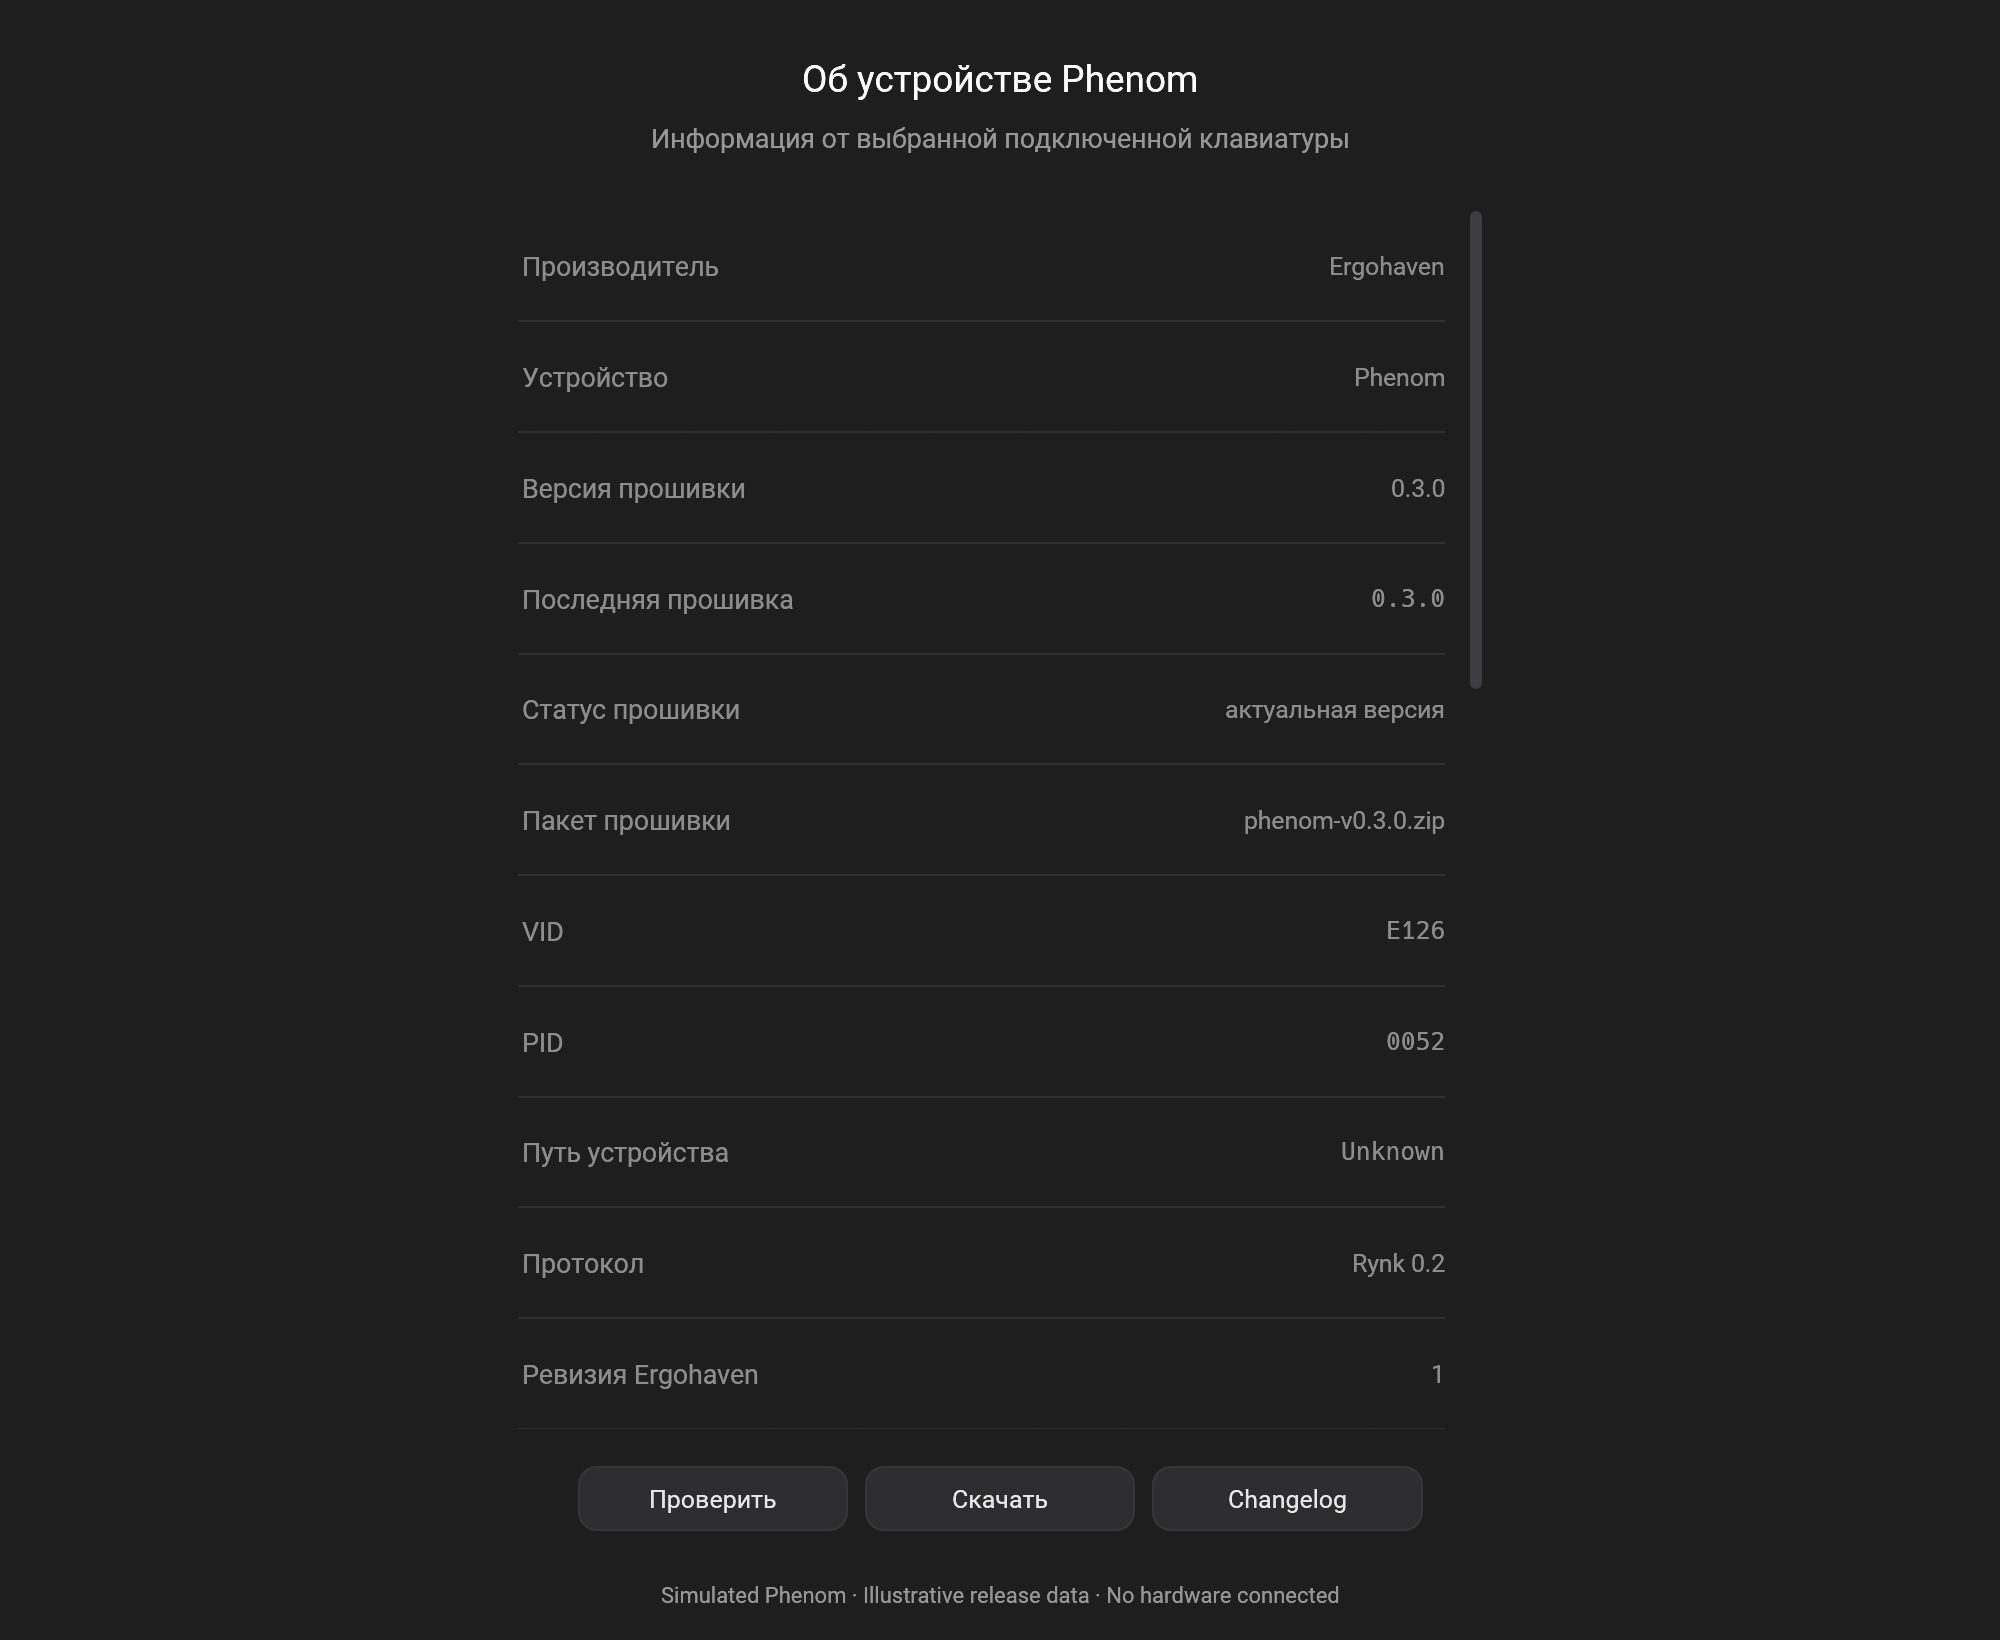 Об устройстве Phenom
Информация от выбранной подключенной клавиатуры
Производитель Ergohaven
Устройство Phenom
Версия прошивки 0.3.0
Последняя прошивка 0.3.0
Статус прошивки актуальная версия
Пакет прошивки phenom-v0.3.0.zip
VID E126
PID 0052
Путь устройства Unknown
Протокол Rynk 0.2
Ревизия Ergohaven 1
Проверить Скачать Changelog
Simulated Phenom · Illustrative release data · No hardware connected